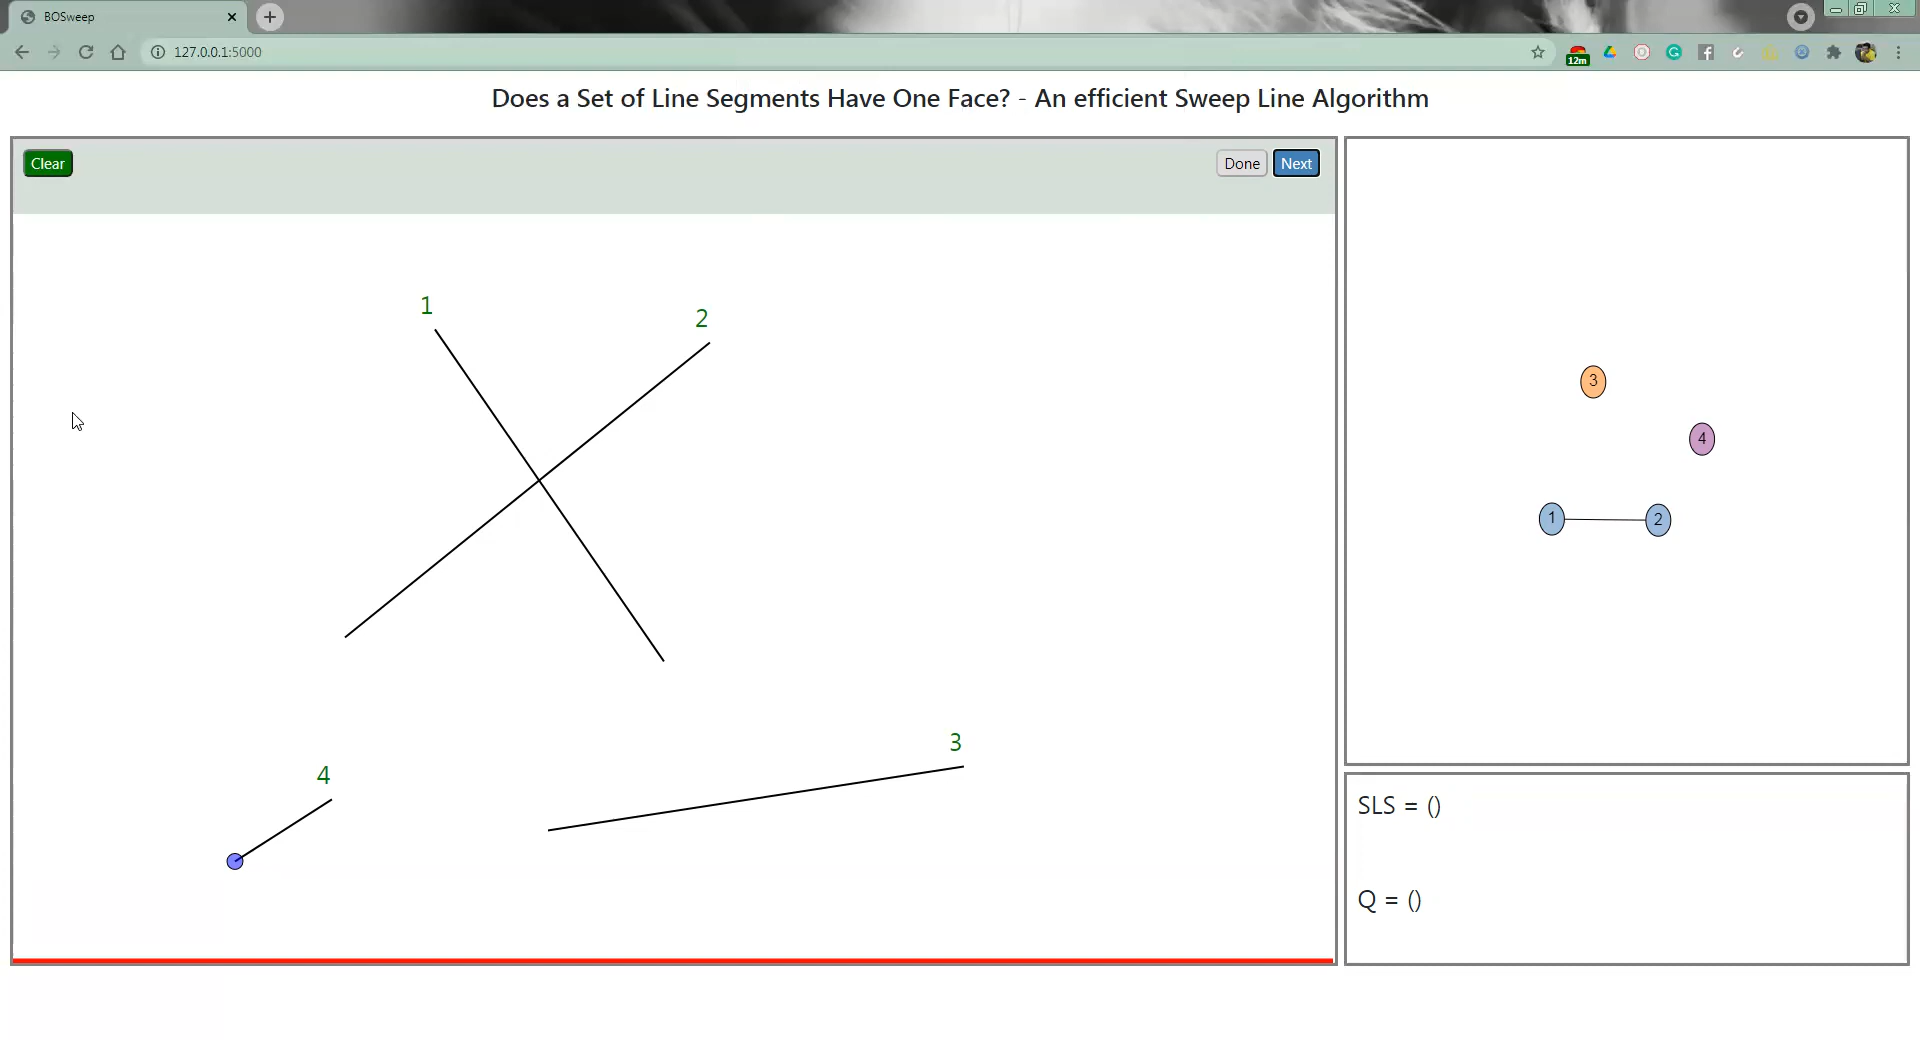 BOSweep
127.0.0.1:5000
12m
Does a Set of Line Segments Have One Face? - An efficient Sweep Line Algorithm
Clear
Done
Next
1
2
3
4
3
4
1
2
SLS = ()
Q = ()